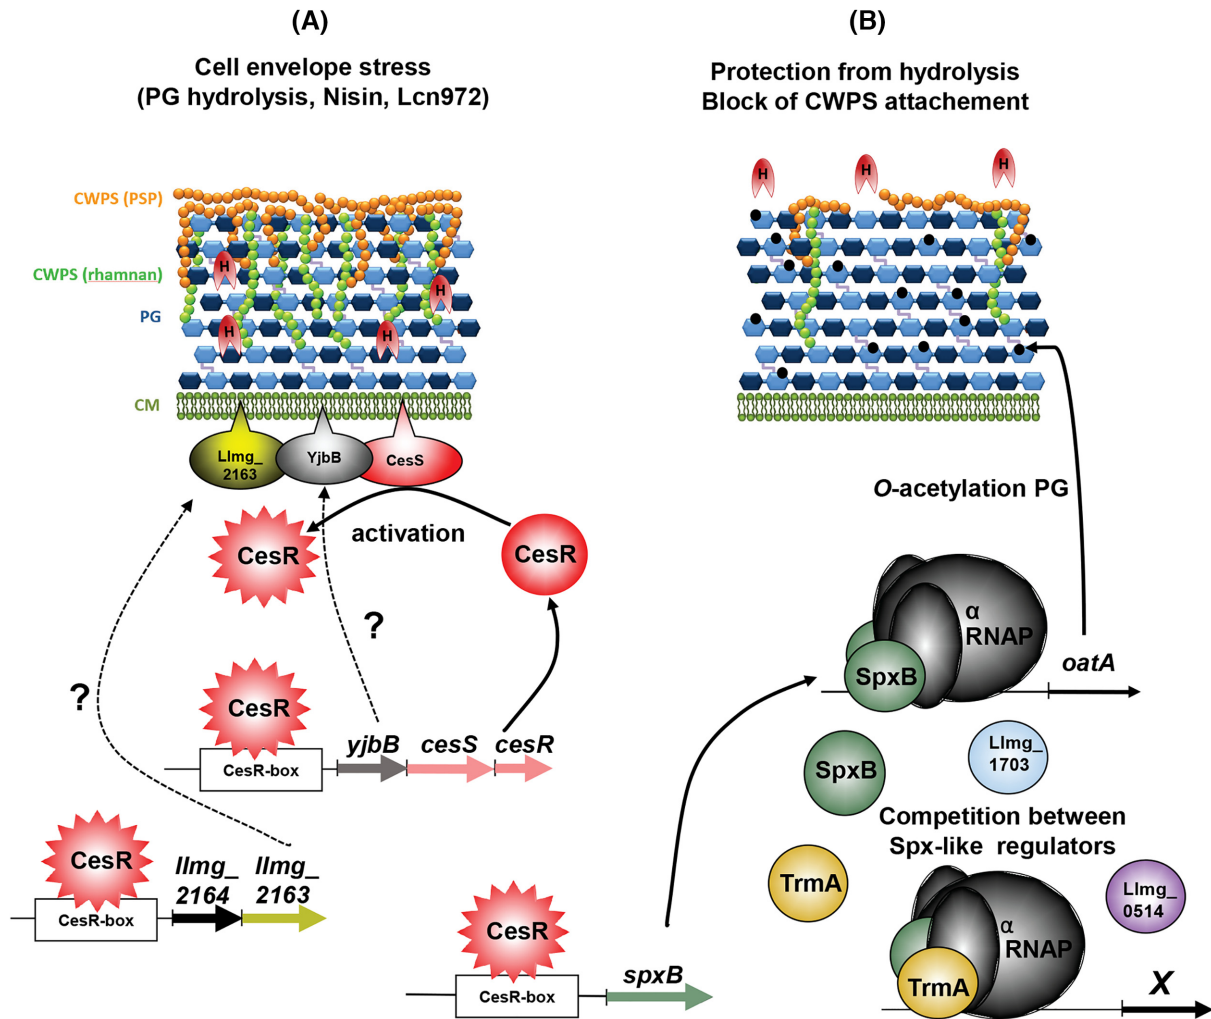 (A)
Cell envelope stress
(PG hydrolysis, Nisin, Lcn972)
CWPS (PSP)
CWPS (rhamnan)
PG
CM
H
H
H
H
Llmg_
2163
YjbB
CesS
CesR
activation
CesR
?
?
CesR
CesR-box
yjbB
cesS
cesR
CesR
CesR-box
llmg_
2164
llmg_
2163
CesR
CesR-box
spxB
(B)
Protection from hydrolysis
Block of CWPS attachement
H
H
H
O-acetylation PG
α
RNAP
SpxB
oatA
SpxB
Llmg_
1703
Competition between
Spx-like regulators
TrmA
Llmg_
0514
α
RNAP
TrmA
X